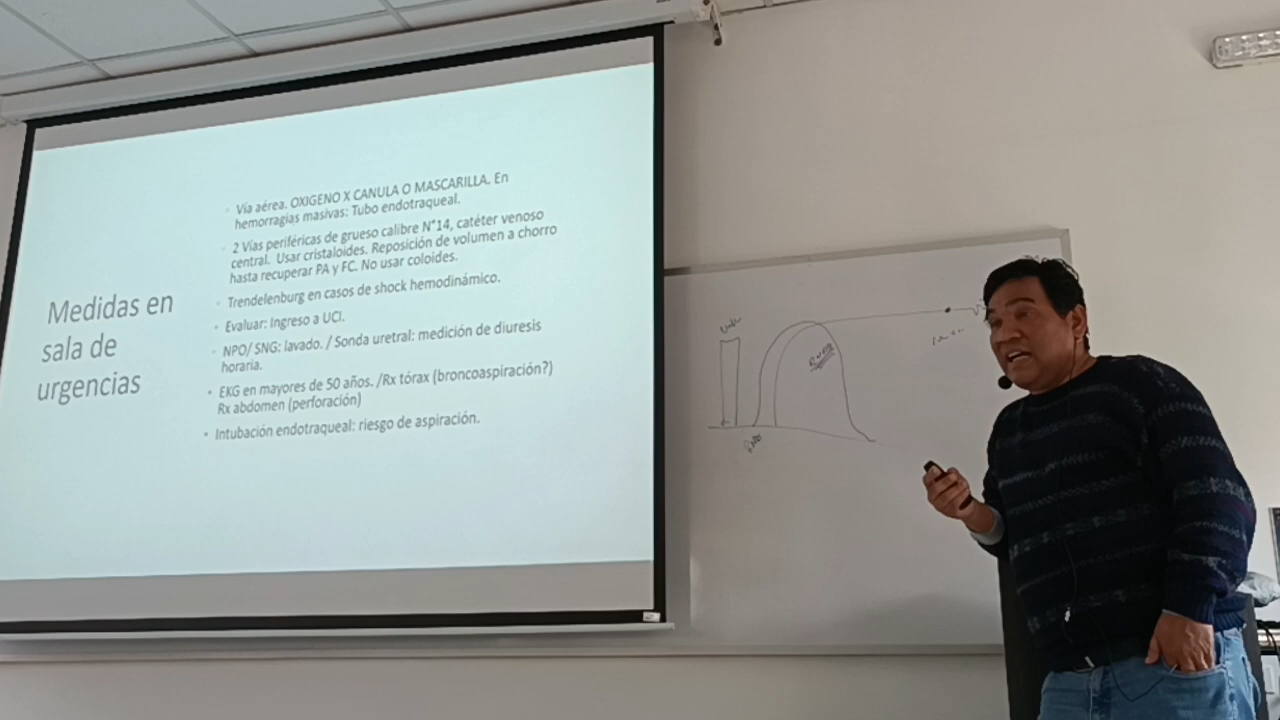 Medidas en
sala de
urgencias
Vía aérea. OXIGENO X CANULA O MASCARILLA. En
hemorragias masivas: Tubo endotraqueal.
2 Vías periféricas de grueso calibre N°14, catéter venoso
central. Usar cristaloides. Reposición de volumen a chorro
hasta recuperar PA y FC. No usar coloides.
Trendelenburg en casos de shock hemodinámico.
Evaluar: Ingreso a UCI.
NPO/ SNG: lavado. / Sonda uretral: medición de diuresis
horaria.
EKG en mayores de 50 años. /Rx tórax (broncoaspiración?)
Rx abdomen (perforación)
Intubación endotraqueal: riesgo de aspiración.